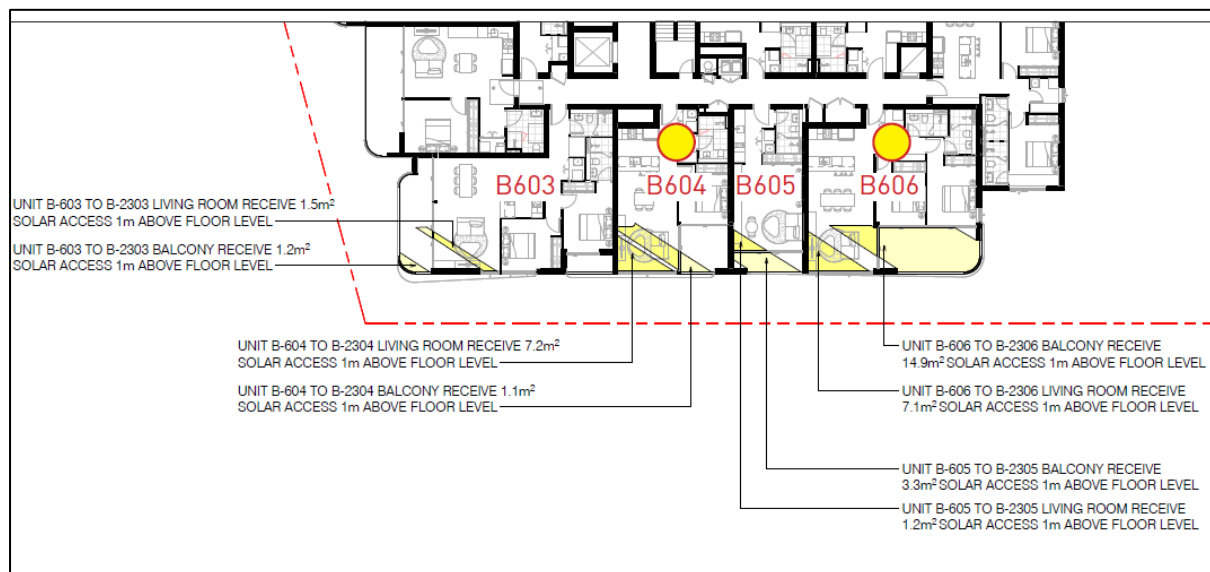 B603
B604
B605
B606
UNIT B-603 TO B-2303 LIVING ROOM RECEIVE 1.5m²
SOLAR ACCESS 1m ABOVE FLOOR LEVEL
UNIT B-603 TO B-2303 BALCONY RECEIVE 1.2m²
SOLAR ACCESS 1m ABOVE FLOOR LEVEL
UNIT B-604 TO B-2304 LIVING ROOM RECEIVE 7.2m²
SOLAR ACCESS 1m ABOVE FLOOR LEVEL
UNIT B-604 TO B-2304 BALCONY RECEIVE 1.1m²
SOLAR ACCESS 1m ABOVE FLOOR LEVEL
UNIT B-606 TO B-2306 BALCONY RECEIVE
14.9m² SOLAR ACCESS 1m ABOVE FLOOR LEVEL
UNIT B-606 TO B-2306 LIVING ROOM RECEIVE
7.1m² SOLAR ACCESS 1m ABOVE FLOOR LEVEL
UNIT B-605 TO B-2305 BALCONY RECEIVE
3.3m² SOLAR ACCESS 1m ABOVE FLOOR LEVEL
UNIT B-605 TO B-2305 LIVING ROOM RECEIVE
1.2m² SOLAR ACCESS 1m ABOVE FLOOR LEVEL